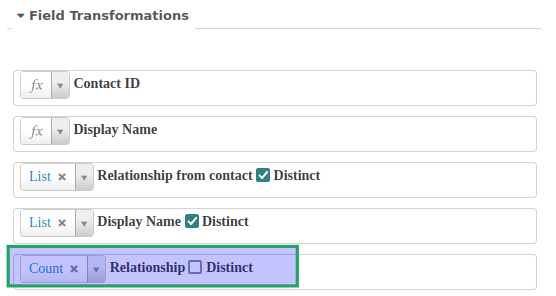 Field Transformations
fx Contact ID
fx Display Name
List × Relationship from contact Distinct
List × Display Name Distinct
Count × Relationship Distinct